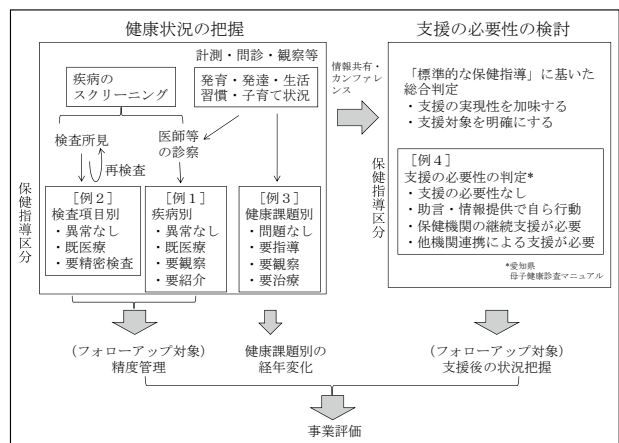 健康状況の把握
計測・問診・観察等
疾病の
スクリーニング
発育・発達・生活
習慣・子育て状況
検査所見
再検査
医師等
の診察
保健指導区分
［例２］
検査項目別
・異常なし
・既医療
・要精密検査
［例１］
疾病別
・異常なし
・既医療
・要観察
・要紹介
［例３］
健康課題別
・問題なし
・要指導
・要観察
・要治療
情報共有・
カンファレ
ンス
支援の必要性の検討
「標準的な保健指導」に基いた
総合判定
・支援の実現性を加味する
・支援対象を明確にする
保健指導区分
［例４］
支援の必要性の判定*
・支援の必要性なし
・助言・情報提供で自ら行動
・保健機関の継続支援が必要
・他機関連携による支援が必要
*愛知県
母子健康診査マニュアル
（フォローアップ対象）
精度管理
健康課題別の
経年変化
（フォローアップ対象）
支援後の状況把握
事業評価